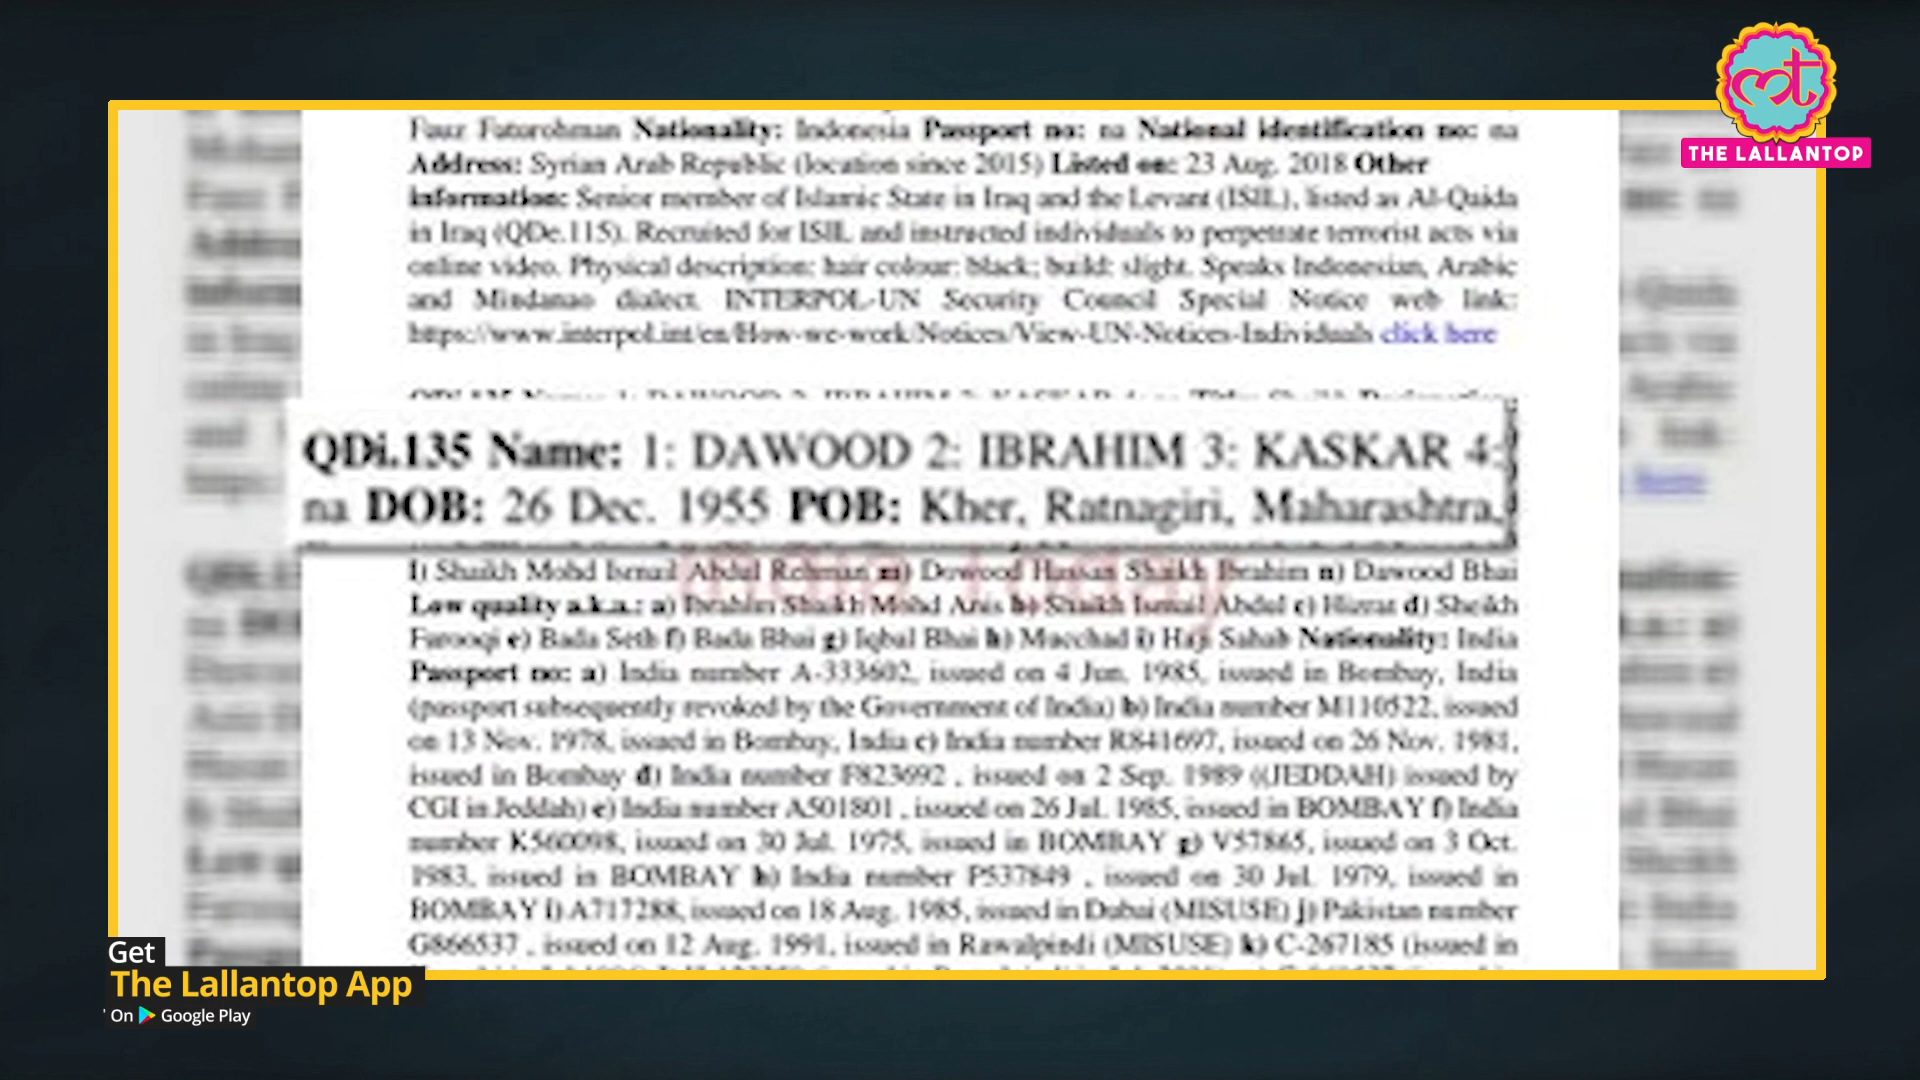 THE LALLANTOP
Fauz Faturohman Nationality: Indonesia Passport no: na National identification no: na
Address: Syrian Arab Republic (location since 2015) Listed on: 23 Aug. 2018 Other
information: Senior member of Islamic State in Iraq and the Levant (ISIL), listed as Al-Qaida
in Iraq (QDe.115). Recruited for ISIL and instructed individuals to perpetrate terrorist acts via
online video. Physical description: hair colour: black; build: slight. Speaks Indonesian, Arabic
and Mindanao dialect. INTERPOL-UN Security Council Special Notice web link:
https://www.interpol.int/en/How-we-work/Notices/View-UN-Notices-Individuals click here
QDi.135 Name: 1: DAWOOD 2: IBRAHIM 3: KASKAR 4:
na DOB: 26 Dec. 1955 POB: Kher, Ratnagiri, Maharashtra,
l) Shaikh Mohd Ismail Abdul Rehman m) Dowood Hassan Shaikh Ibrahim n) Dawood Bhai
Low quality a.k.a.: a) Ibrahim Shaikh Mohd Anis b) Shaikh Ismail Abdul c) Hizrat d) Sheikh
Farooqi e) Bada Seth f) Bada Bhai g) Iqbal Bhai h) Mucchad i) Haji Sahab Nationality: India
Passport no: a) India number A-333602, issued on 4 Jun. 1985, issued in Bombay, India
(passport subsequently revoked by the Government of India) b) India number M110522, issued
on 13 Nov. 1978, issued in Bombay, India c) India number R841697, issued on 26 Nov. 1981,
issued in Bombay d) India number F823692 , issued on 2 Sep. 1989 ((JEDDAH) issued by
CGI in Jeddah) e) India number A501801 , issued on 26 Jul. 1985, issued in BOMBAY f) India
number K560098, issued on 30 Jul. 1975, issued in BOMBAY g) V57865, issued on 3 Oct.
1983, issued in BOMBAY h) India number P537849 , issued on 30 Jul. 1979, issued in
BOMBAY i) A717288, issued on 18 Aug. 1985, issued in Dubai (MISUSE) j) Pakistan number
G866537 , issued on 12 Aug. 1991, issued in Rawalpindi (MISUSE) k) C-267185 (issued in
Get
The Lallantop App
On Google Play